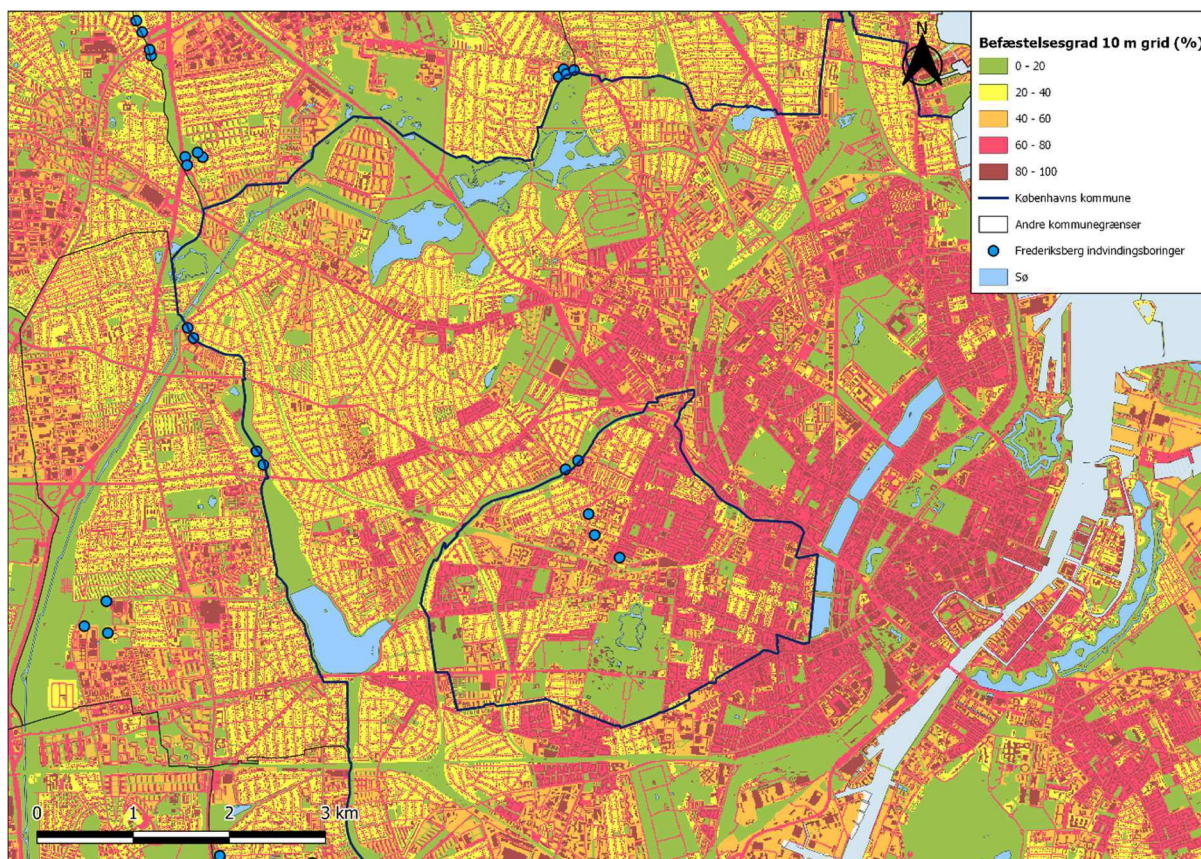 N
Befæstelsesgrad 10 m grid (%)
0 - 20
20 - 40
40 - 60
60 - 80
80 - 100
Københavns kommune
Andre kommunegrænser
Frederiksberg indvindingsboringer
Sø
0 1 2 3 km